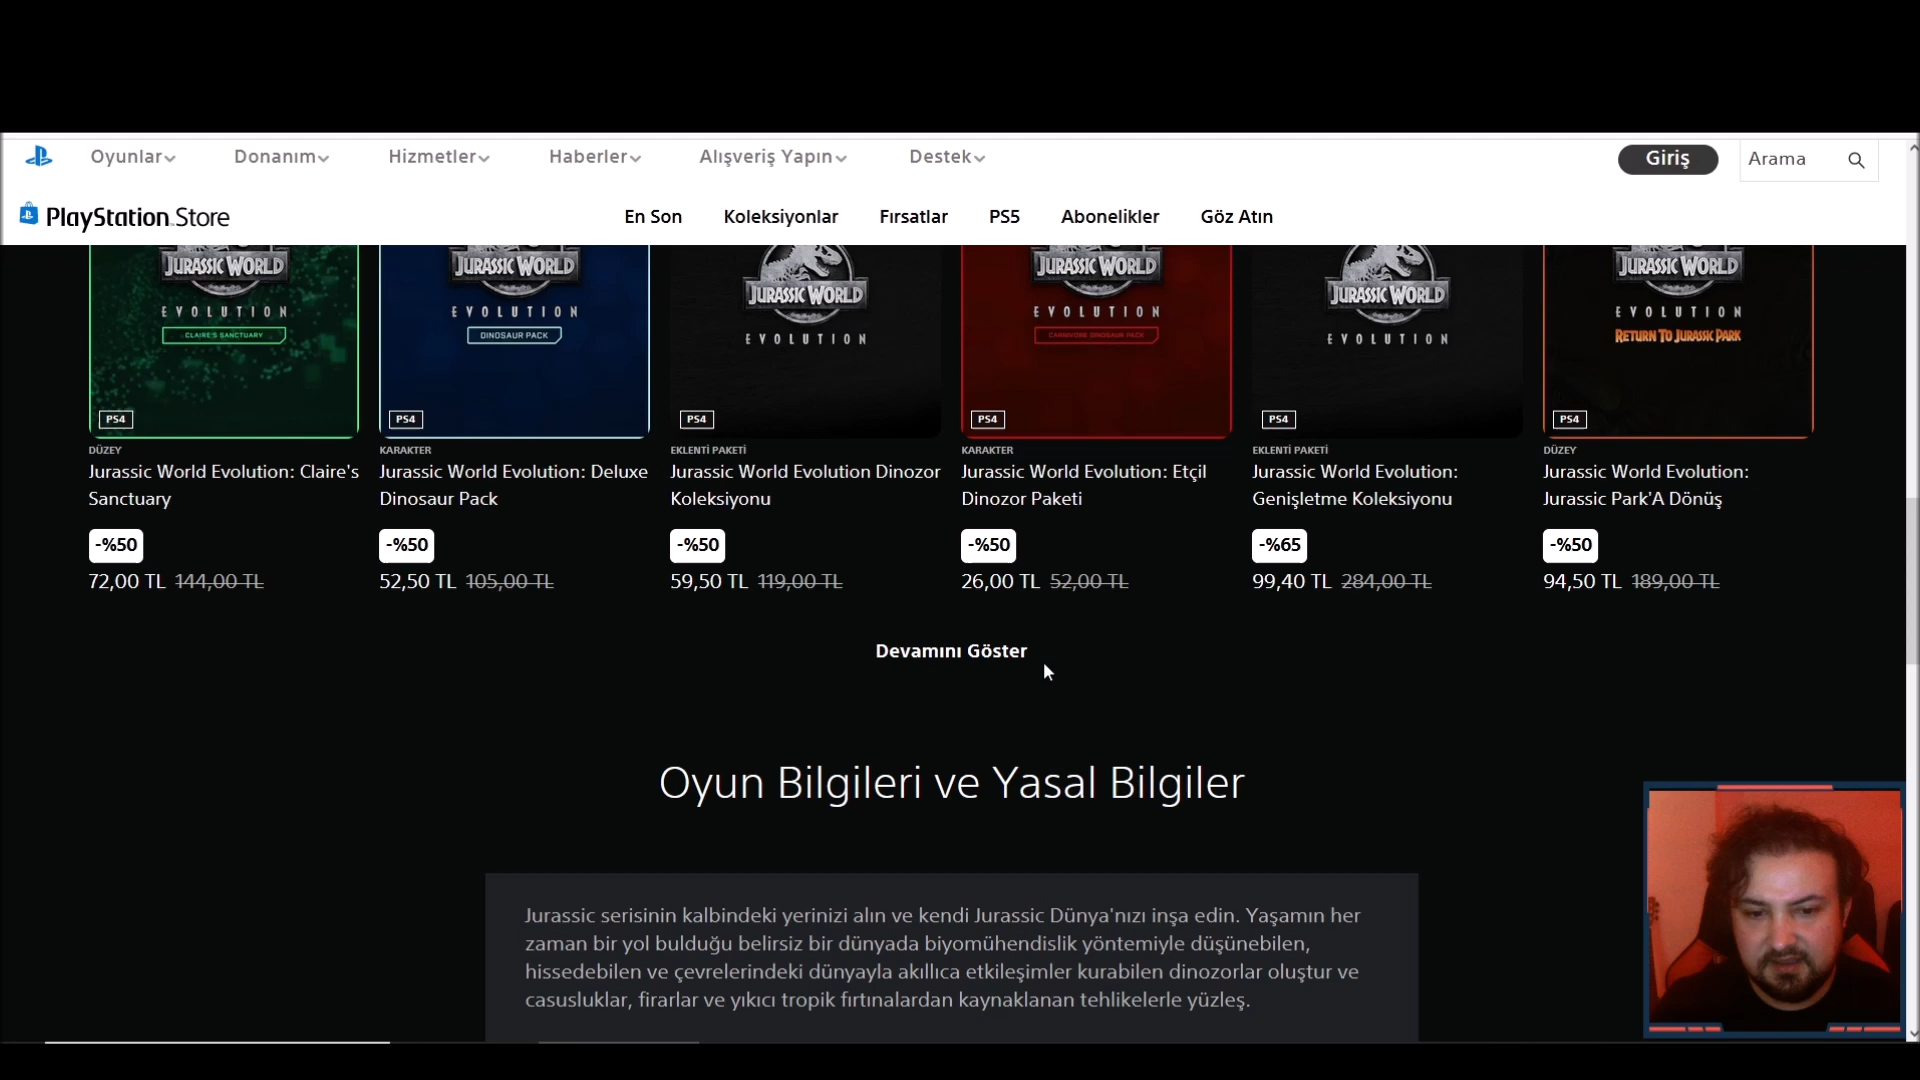 Oyunlar
Donanım
Hizmetler
Haberler
Alışveriş Yapın
Destek
Giriş
Arama
PlayStation Store
En Son
Koleksiyonlar
Fırsatlar
PS5
Abonelikler
Göz Atın
JURASSIC WORLD
EVOLUTION
CLAIRE'S SANCTUARY
PS4
DÜZEY
Jurassic World Evolution: Claire's
Sanctuary
-%50
72,00 TL 144,00 TL
JURASSIC WORLD
EVOLUTION
DINOSAUR PACK
PS4
KARAKTER
Jurassic World Evolution: Deluxe
Dinosaur Pack
-%50
52,50 TL 105,00 TL
JURASSIC WORLD
EVOLUTION
PS4
EKLENTİ PAKETİ
Jurassic World Evolution Dinozor
Koleksiyonu
-%50
59,50 TL 119,00 TL
JURASSIC WORLD
EVOLUTION
CARNIVORE DINOSAUR PACK
PS4
KARAKTER
Jurassic World Evolution: Etçil
Dinozor Paketi
-%50
26,00 TL 52,00 TL
JURASSIC WORLD
EVOLUTION
PS4
EKLENTİ PAKETİ
Jurassic World Evolution:
Genişletme Koleksiyonu
-%65
99,40 TL 284,00 TL
JURASSIC WORLD
EVOLUTION
RETURN TO JURASSIC PARK
PS4
DÜZEY
Jurassic World Evolution:
Jurassic Park'A Dönüş
-%50
94,50 TL 189,00 TL
Devamını Göster
Oyun Bilgileri ve Yasal Bilgiler
Jurassic serisinin kalbindeki yerinizi alın ve kendi Jurassic Dünya'nızı inşa edin. Yaşamın her
zaman bir yol bulduğu belirsiz bir dünyada biyomühendislik yöntemiyle düşünebilen,
hissedebilen ve çevrelerindeki dünyayla akıllıca etkileşimler kurabilen dinozorlar oluştur ve
casusluklar, firarlar ve yıkıcı tropik fırtınalardan kaynaklanan tehlikelerle yüzleş.